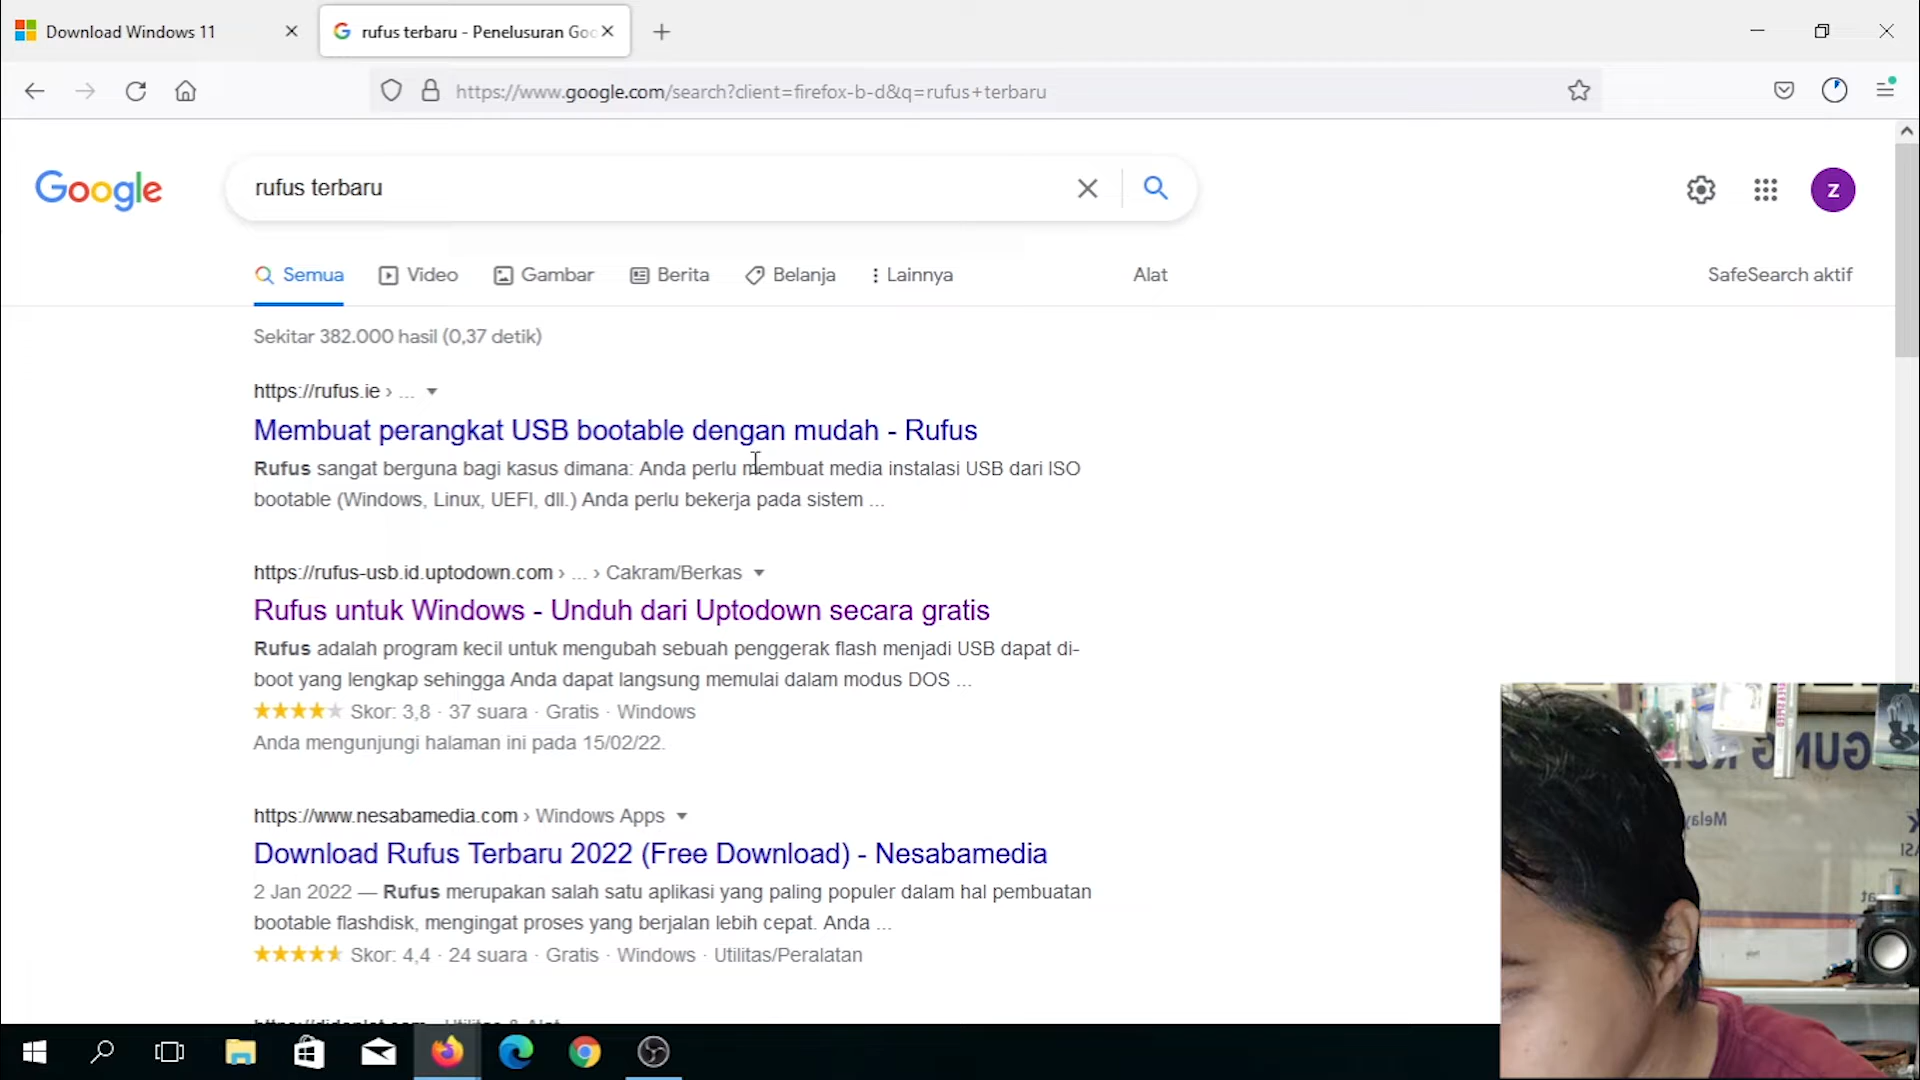 Download Windows 11
rufus terbaru - Penelusuran Goo
https://www.google.com/search?client=firefox-b-d&q=rufus+terbaru
Google
rufus terbaru
Z
Semua
Video
Gambar
Berita
Belanja
Lainnya
Alat
SafeSearch aktif
Sekitar 382.000 hasil (0,37 detik)
https://rufus.ie › ...
Membuat perangkat USB bootable dengan mudah - Rufus
Rufus sangat berguna bagi kasus dimana: Anda perlu membuat media instalasi USB dari ISO
bootable (Windows, Linux, UEFI, dll.) Anda perlu bekerja pada sistem ...
https://rufus-usb.id.uptodown.com › ... › Cakram/Berkas
Rufus untuk Windows - Unduh dari Uptodown secara gratis
Rufus adalah program kecil untuk mengubah sebuah penggerak flash menjadi USB dapat di-
boot yang lengkap sehingga Anda dapat langsung memulai dalam modus DOS ...
Skor: 3,8 · 37 suara · Gratis · Windows
Anda mengunjungi halaman ini pada 15/02/22.
https://www.nesabamedia.com › Windows Apps
Download Rufus Terbaru 2022 (Free Download) - Nesabamedia
2 Jan 2022 — Rufus merupakan salah satu aplikasi yang paling populer dalam hal pembuatan
bootable flashdisk, mengingat proses yang berjalan lebih cepat. Anda ...
Skor: 4,4 · 24 suara · Gratis · Windows · Utilitas/Peralatan
GUNG
Melay